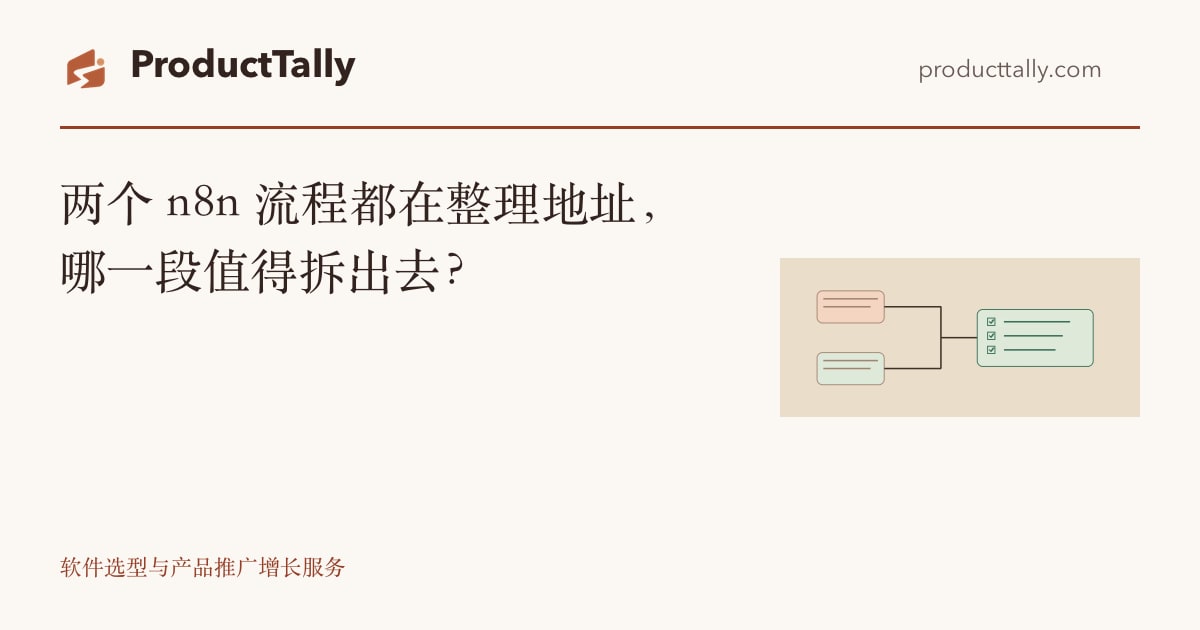 ProductTally
producttally.com
两个 n8n 流程都在整理地址，
哪一段值得拆出去？
软件选型与产品推广增长服务